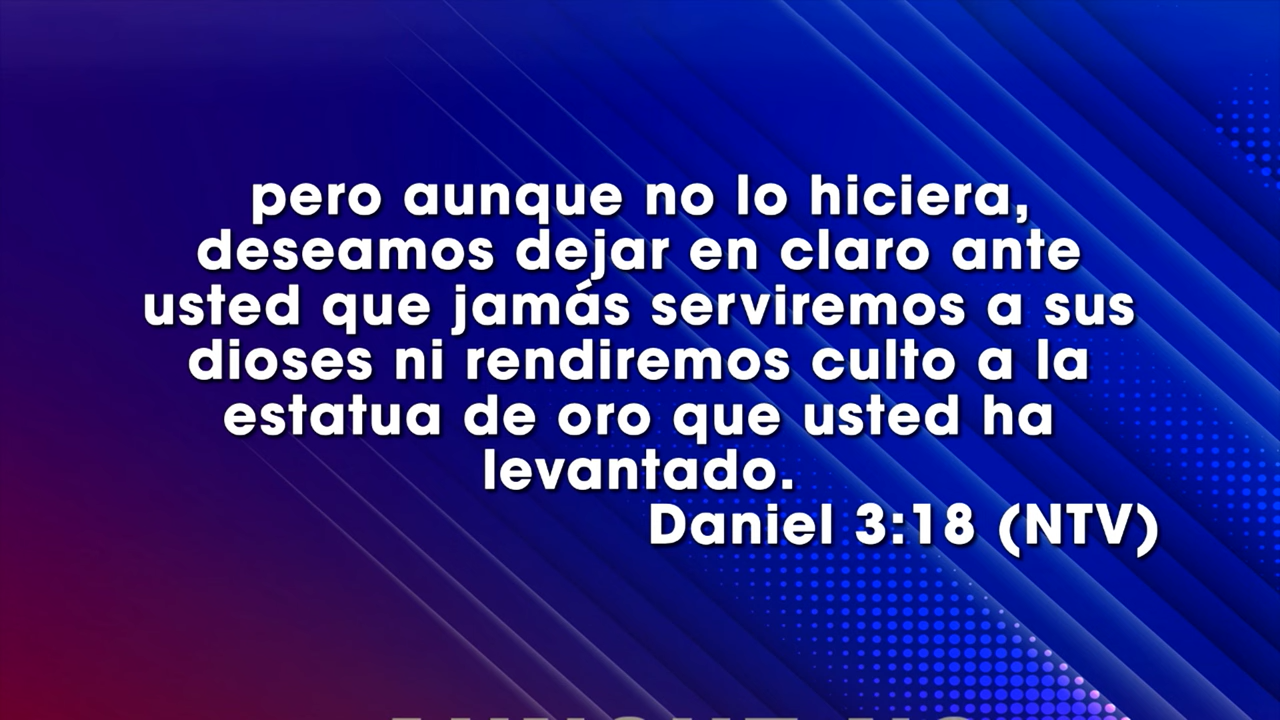 pero aunque no lo hiciera,
deseamos dejar en claro ante
usted que jamás serviremos a sus
dioses ni rendiremos culto a la
estatua de oro que usted ha
levantado.
Daniel 3:18 (NTV)